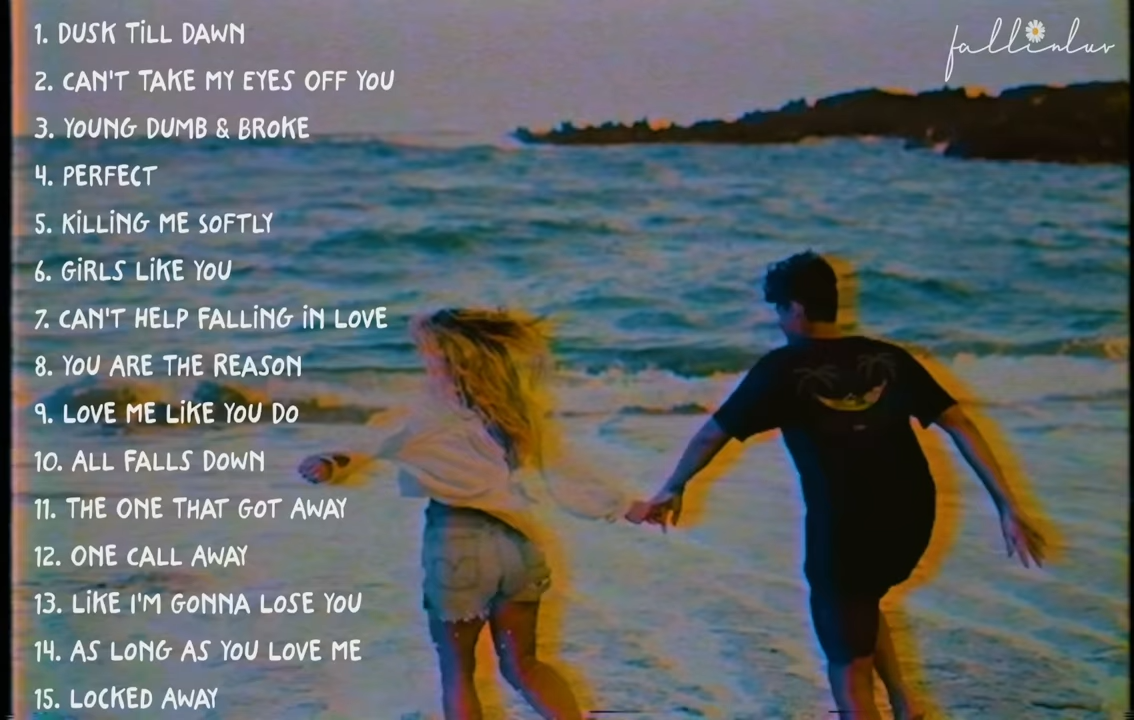 1. DUSK TiLL DAWN
2. CAN'T TAKE MY EYES OFF YOU
3. YOUNG DUMB & BROKE
4. PERFECT
5. KiLLiNG ME SOFTLY
6. GiRLS LiKE YOU
7. CAN'T HELP FALLiNG iN LOVE
8. YOU ARE THE REASON
9. LOVE ME LiKE YOU DO
10. ALL FALLS DOWN
11. THE ONE THAT GOT AWAY
12. ONE CALL AWAY
13. LiKE I'M GONNA LOSE YOU
14. AS LONG AS YOU LOVE ME
15. LOCKED AWAY
fallinluv